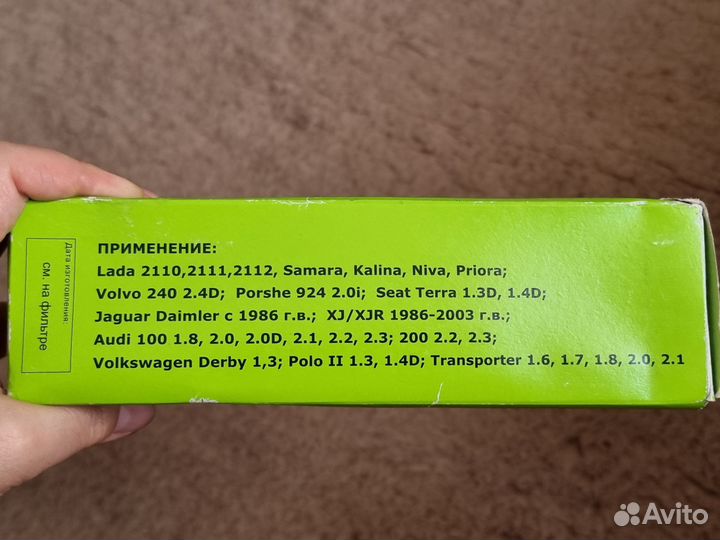 ПРИМЕНЕНИЕ:
Lada 2110,2111,2112, Samara, Kalina, Niva, Priora;
Volvo 240 2.4D; Porshe 924 2.0i; Seat Terra 1.3D, 1.4D;
Jaguar Daimler с 1986 г.в.; XJ/XJR 1986-2003 г.в.;
Audi 100 1.8, 2.0, 2.0D, 2.1, 2.2, 2.3; 200 2.2, 2.3;
Volkswagen Derby 1,3; Polo II 1.3, 1.4D; Transporter 1.6, 1.7, 1.8, 2.0, 2.1
Дата изготовления:
см. на фильтре
Avito